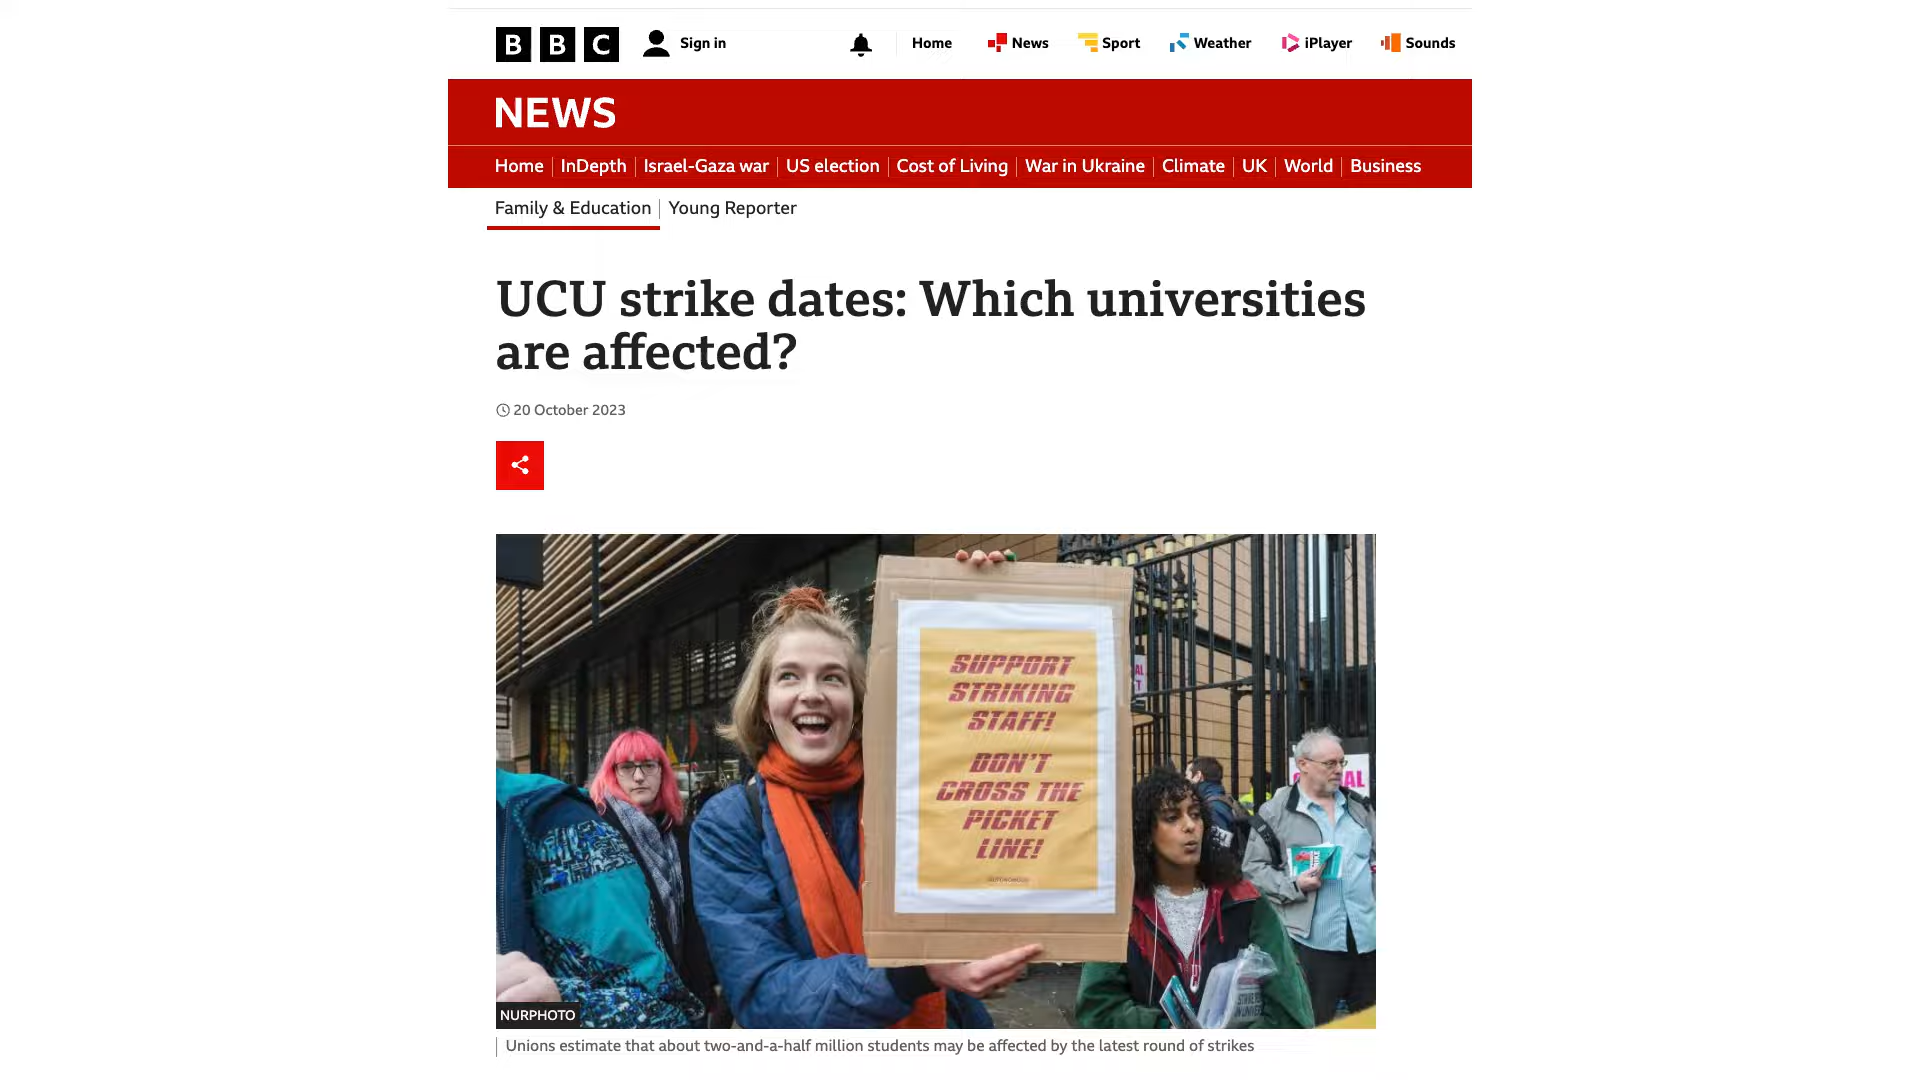 BBC Sign in Home News Sport Weather iPlayer Sounds
NEWS
Home InDepth Israel-Gaza war US election Cost of Living War in Ukraine Climate UK World Business
Family & Education Young Reporter
UCU strike dates: Which universities
are affected?
20 October 2023
SUPPORT
STRIKING
STAFF!
DON'T
CROSS THE
PICKET
LINE!
NURPHOTO
Unions estimate that about two-and-a-half million students may be affected by the latest round of strikes